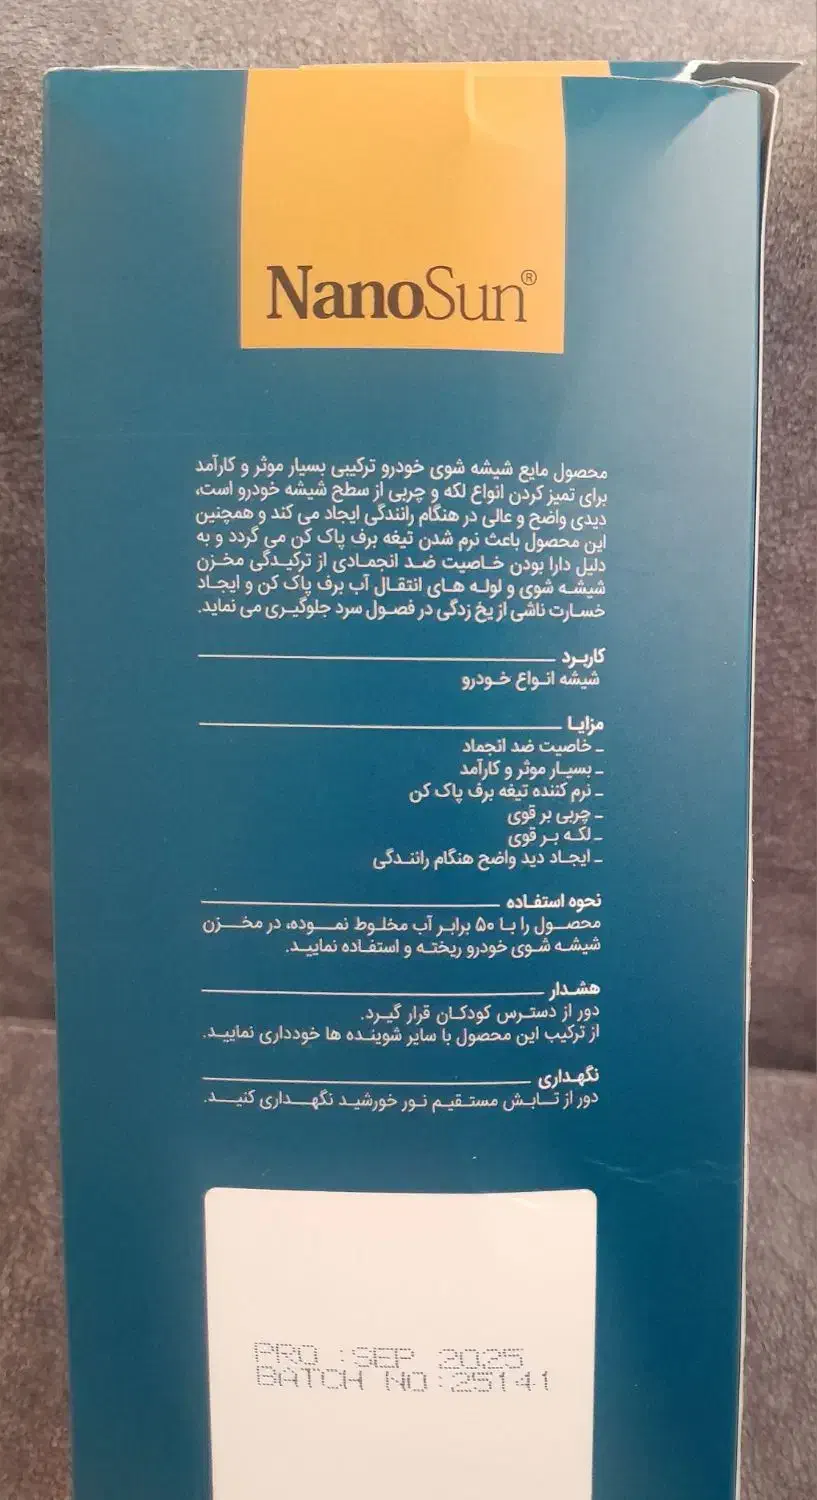 NanoSun®
محصول مایع شیشه شوی خودرو ترکیبی بسیار موثر و کارآمد
برای تمیز کردن انواع لکه و چربی از سطح شیشه خودرو است،
دیدی واضح و عالی در هنگام رانندگی ایجاد می کند و همچنین
این محصول باعث نرم شدن تیغه برف پاک کن می گردد و به
دلیل دارا بودن خاصیت ضد انجمادی از ترکیدگی مخزن
شیشه شوی و لوله های انتقال آب برف پاک کن و ایجاد
خسارت ناشی از یخ زدگی در فصول سرد جلوگیری می نماید.
کاربرد
شیشه انواع خودرو
مزایا
- خاصیت ضد انجماد
- بسیار موثر و کارآمد
- نرم کننده تیغه برف پاک کن
- چربی بر قوی
- لکه بر قوی
- ایجاد دید واضح هنگام رانندگی
نحوه استفاده
محصول را با ۵۰ برابر آب مخلوط نموده، در مخزن
شیشه شوی خودرو ریخته و استفاده نمایید.
هشدار
دور از دسترس کودکان قرار گیرد.
از ترکیب این محصول با سایر شوینده ها خودداری نمایید.
نگهداری
دور از تابش مستقیم نور خورشید نگهداری کنید.
PRO :SEP 2025
BATCH NO :25141